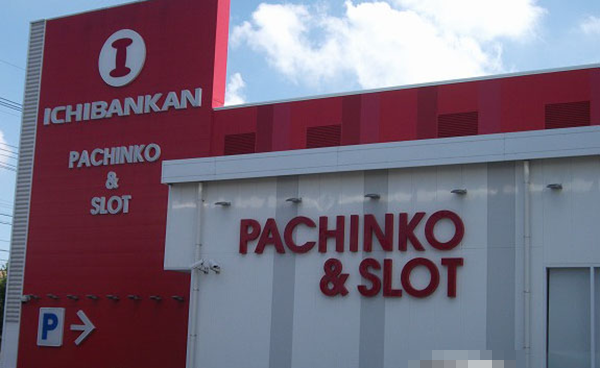 I
ICHIBANKAN
PACHINKO
&
SLOT
P
PACHINKO
& SLOT